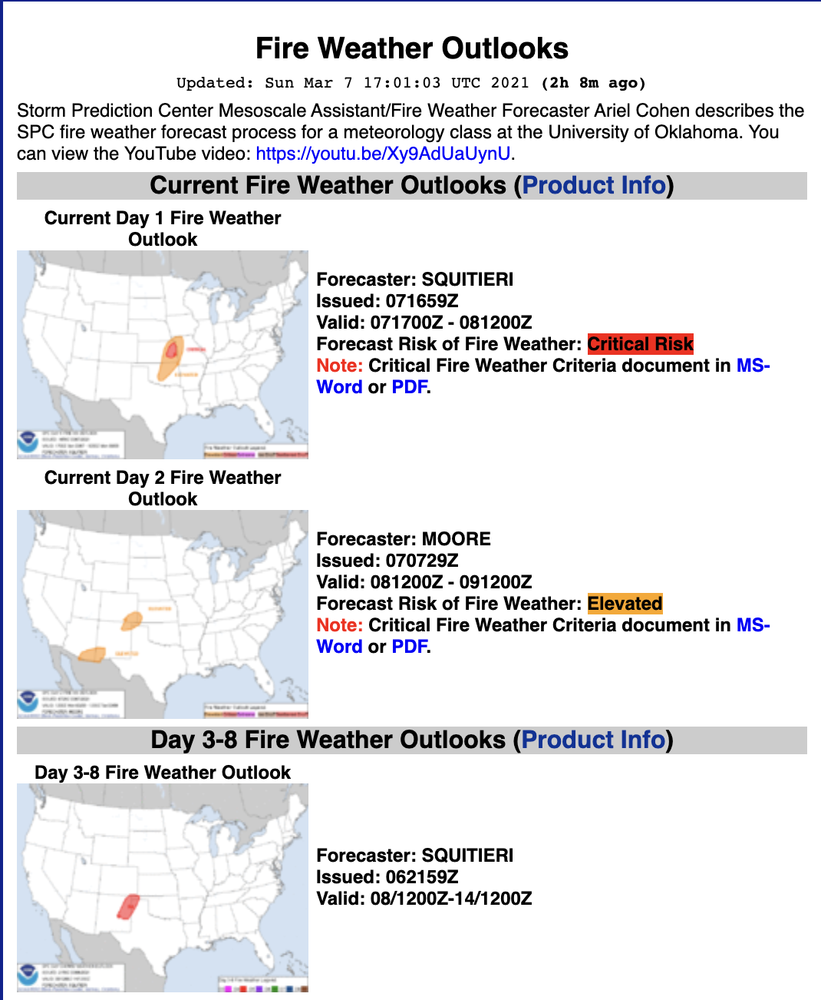 Fire Weather Outlooks
Updated: Sun Mar 7 17:01:03 UTC 2021 (2h 8m ago)
Storm Prediction Center Mesoscale Assistant/Fire Weather Forecaster Ariel Cohen describes the
SPC fire weather forecast process for a meteorology class at the University of Oklahoma. You
can view the YouTube video: https://youtu.be/Xy9AdUaUynU.
Current Fire Weather Outlooks (Product Info)
Current Day 1 Fire Weather
Outlook
Forecaster: SQUITIERI
Issued: 071659Z
Valid: 071700Z - 081200Z
Forecast Risk of Fire Weather: Critical Risk
Note: Critical Fire Weather Criteria document in MS-
Word or PDF.
Current Day 2 Fire Weather
Outlook
Forecaster: MOORE
Issued: 070729Z
Valid: 081200Z - 091200Z
Forecast Risk of Fire Weather: Elevated
Note: Critical Fire Weather Criteria document in MS-
Word or PDF.
Day 3-8 Fire Weather Outlooks (Product Info)
Day 3-8 Fire Weather Outlook
Forecaster: SQUITIERI
Issued: 062159Z
Valid: 08/1200Z-14/1200Z